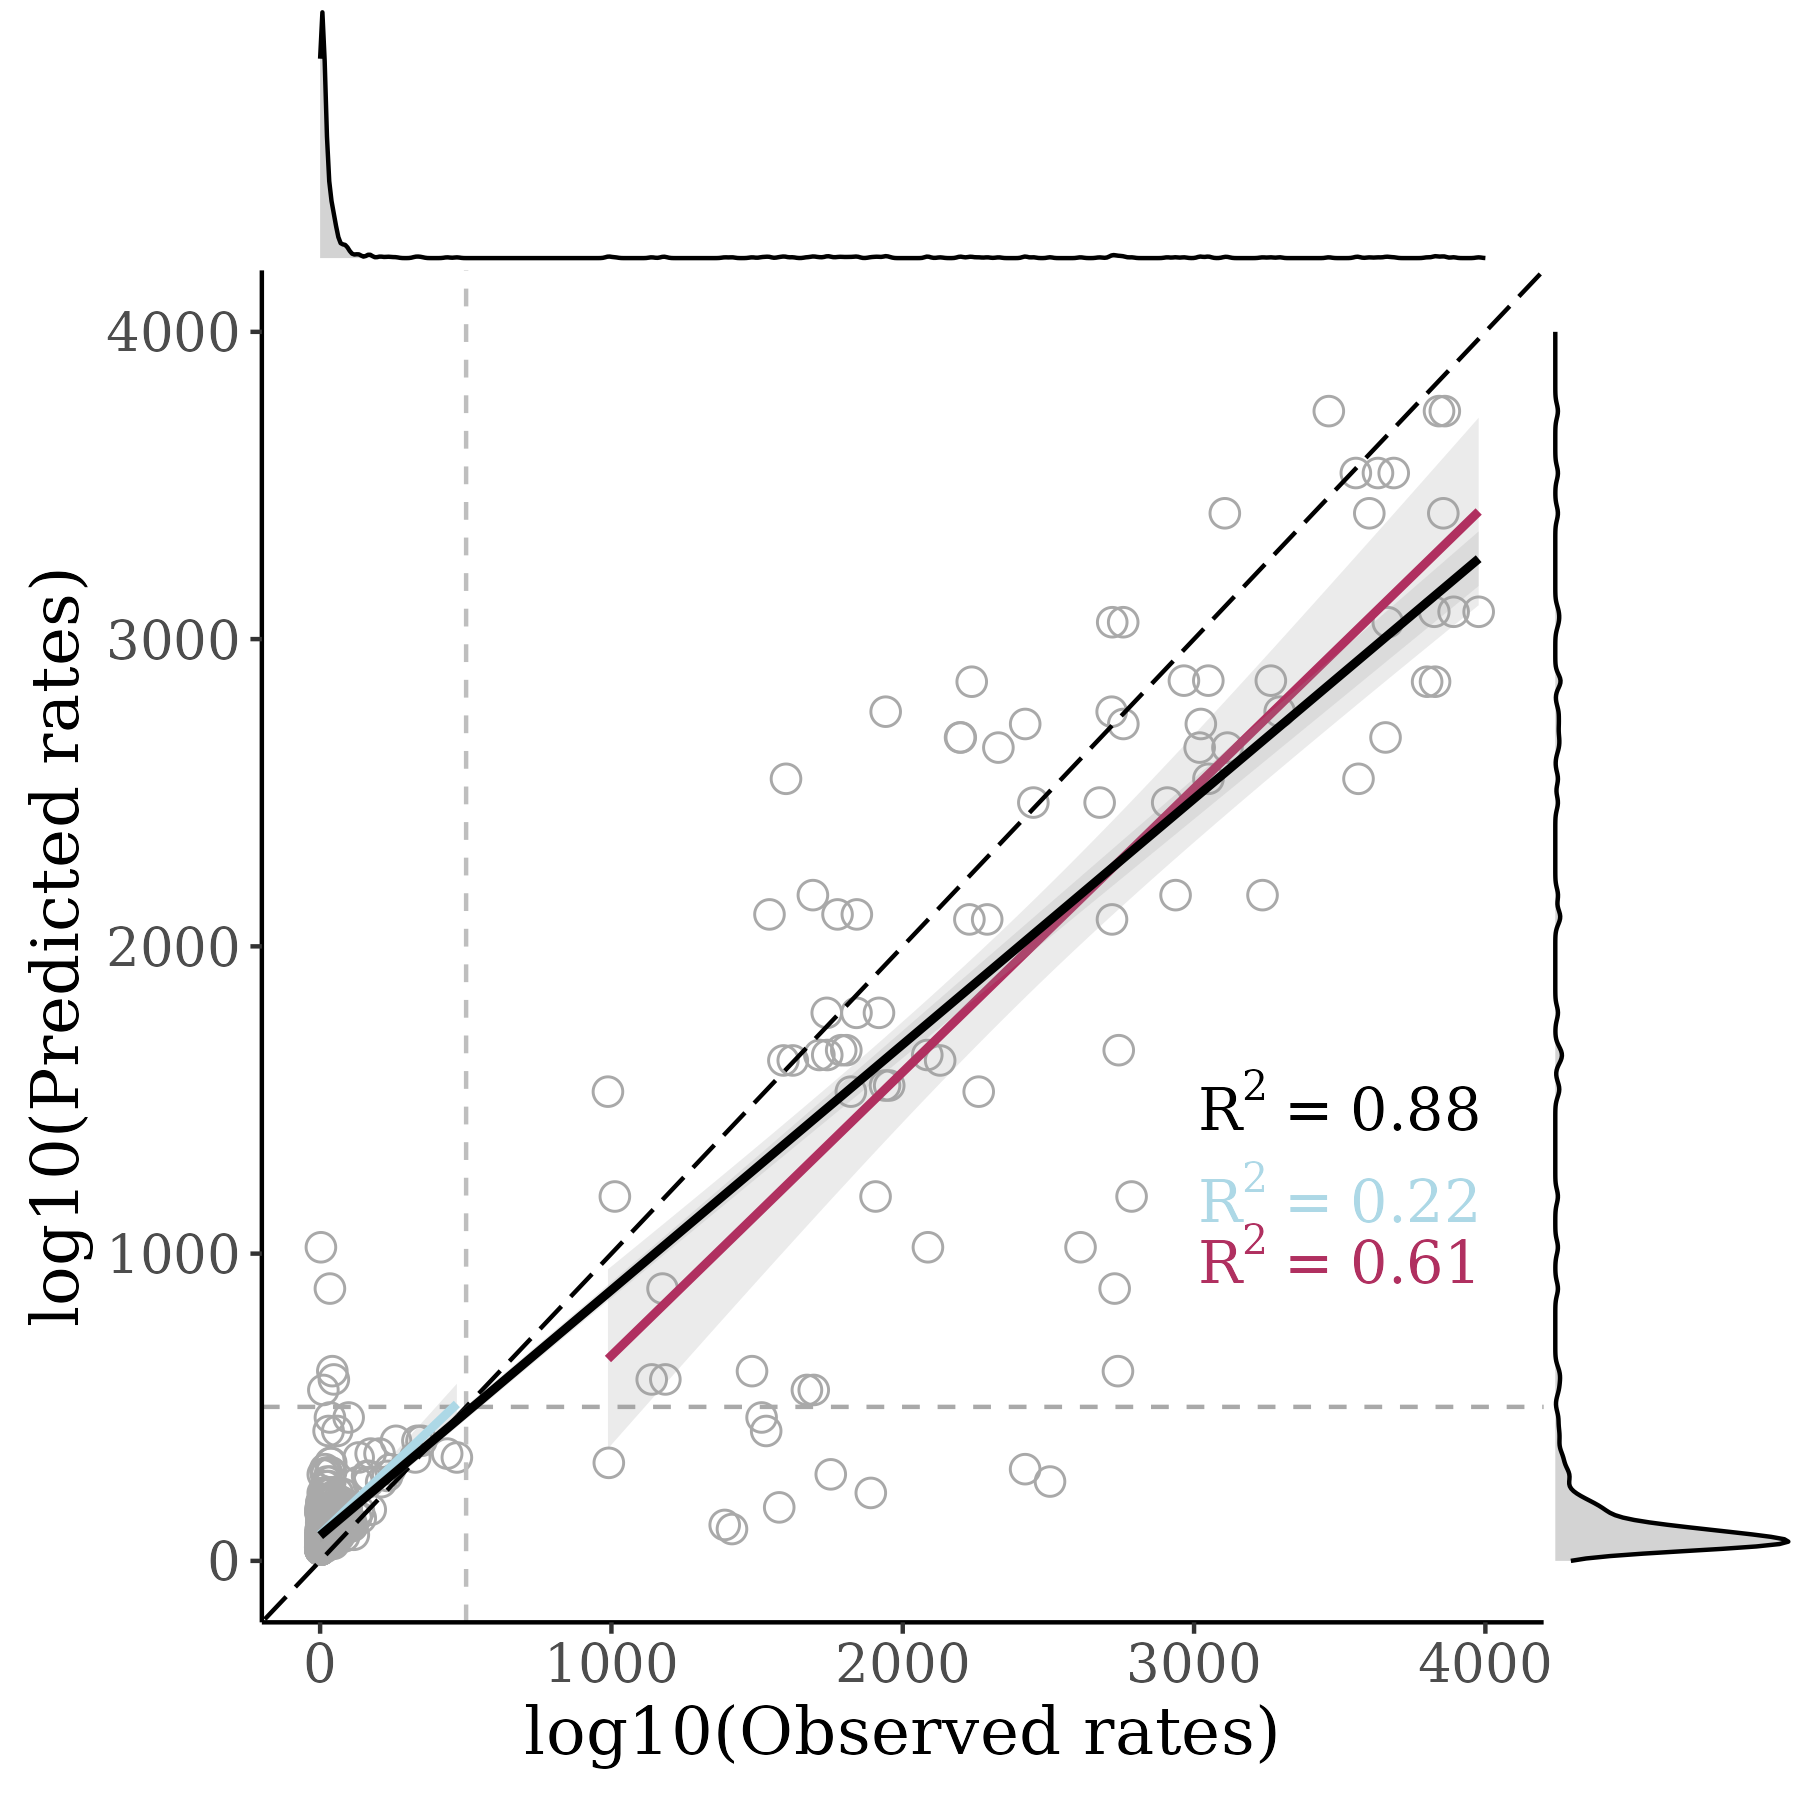 log10(Predicted rates)
4000
3000
2000
1000
0
R² = 0.88
R² = 0.22
R² = 0.61
0 1000 2000 3000 4000
log10(Observed rates)